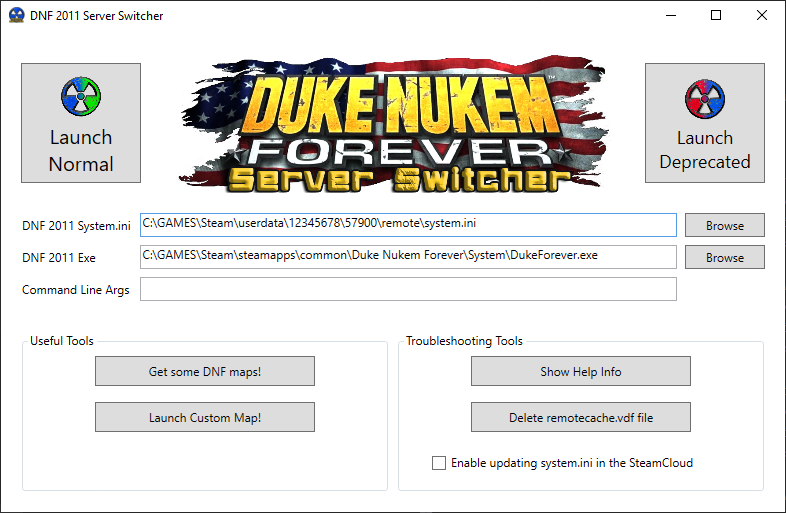 DNF 2011 Server Switcher
Launch
Normal
DUKE NUKEM
FOREVER
Server Switcher
Launch
Deprecated
DNF 2011 System.ini
C:\GAMES\Steam\userdata\12345678\57900\remote\system.ini
Browse
DNF 2011 Exe
C:\GAMES\Steam\steamapps\common\Duke Nukem Forever\System\DukeForever.exe
Browse
Command Line Args
Useful Tools
Get some DNF maps!
Launch Custom Map!
Troubleshooting Tools
Show Help Info
Delete remotecache.vdf file
Enable updating system.ini in the SteamCloud